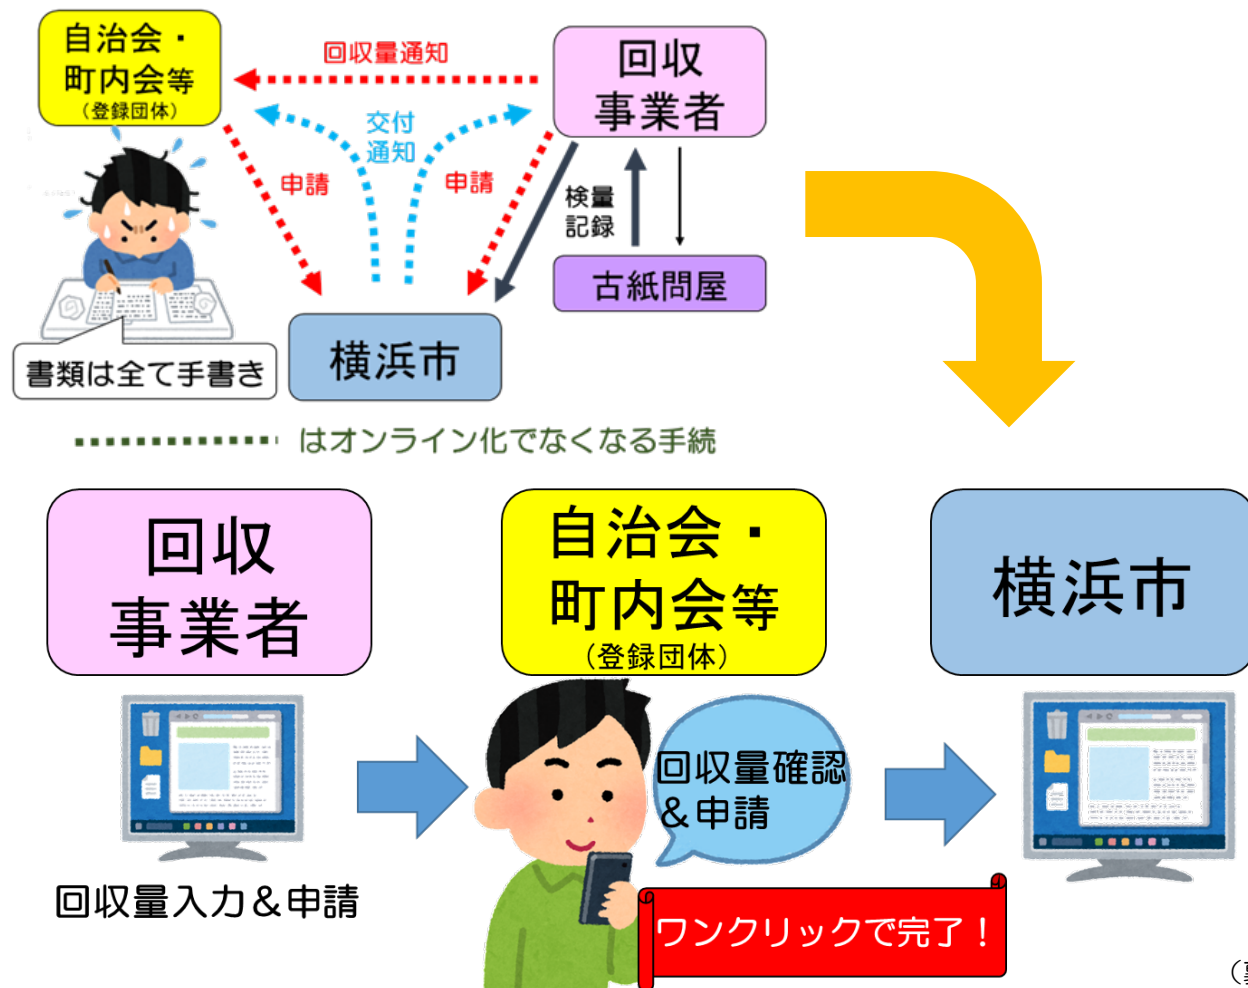 自治会・
町内会等
（登録団体）
回収量通知
回収
事業者
交付
通知
申請
申請
検量
記録
古紙問屋
横浜市
書類は全て手書き
はオンライン化でなくなる手続
回収
事業者
自治会・
町内会等
（登録団体）
横浜市
回収量確認
＆申請
回収量入力＆申請
ワンクリックで完了！